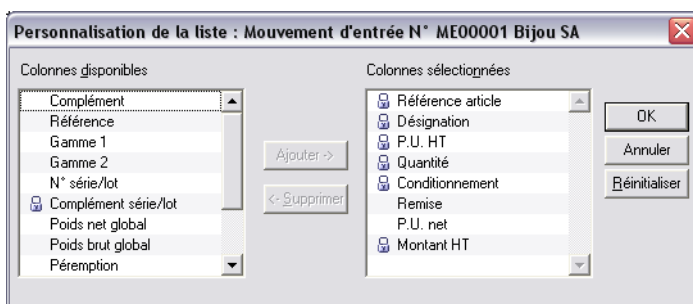 Personnalisation de la liste : Mouvement d'entrée N° ME00001 Bijou SA
Colonnes disponibles
Complément
Référence
Gamme 1
Gamme 2
N° série/lot
Complément série/lot
Poids net global
Poids brut global
Péremption
Ajouter ->
<- Supprimer
Colonnes sélectionnées
Référence article
Désignation
P.U. HT
Quantité
Conditionnement
Remise
P.U. net
Montant HT
OK
Annuler
Réinitialiser